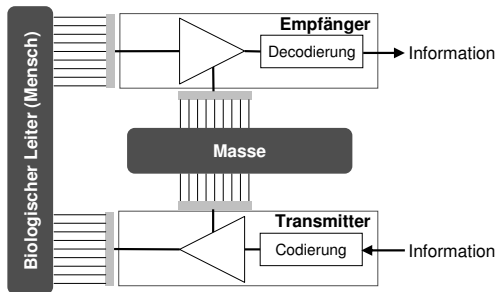 Biologischer Leiter (Mensch)
Empfänger
Decodierung
Information
Masse
Transmitter
Codierung
Information